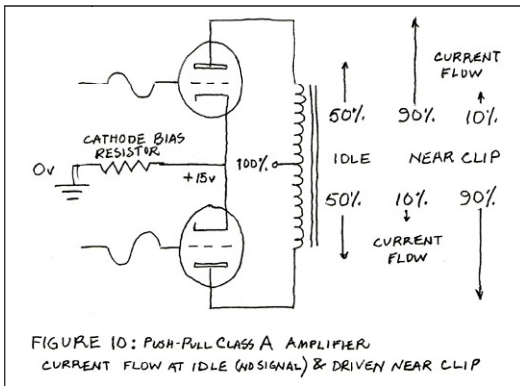 CURRENT
FLOW
50% 90% 10%
CATHODE BIAS
RESISTOR
0v
+15v
100%
IDLE NEAR CLIP
50% 10% 90%
CURRENT
FLOW
FIGURE 10: PUSH-PULL CLASS A AMPLIFIER
CURRENT FLOW AT IDLE (NO SIGNAL) & DRIVEN NEAR CLIP